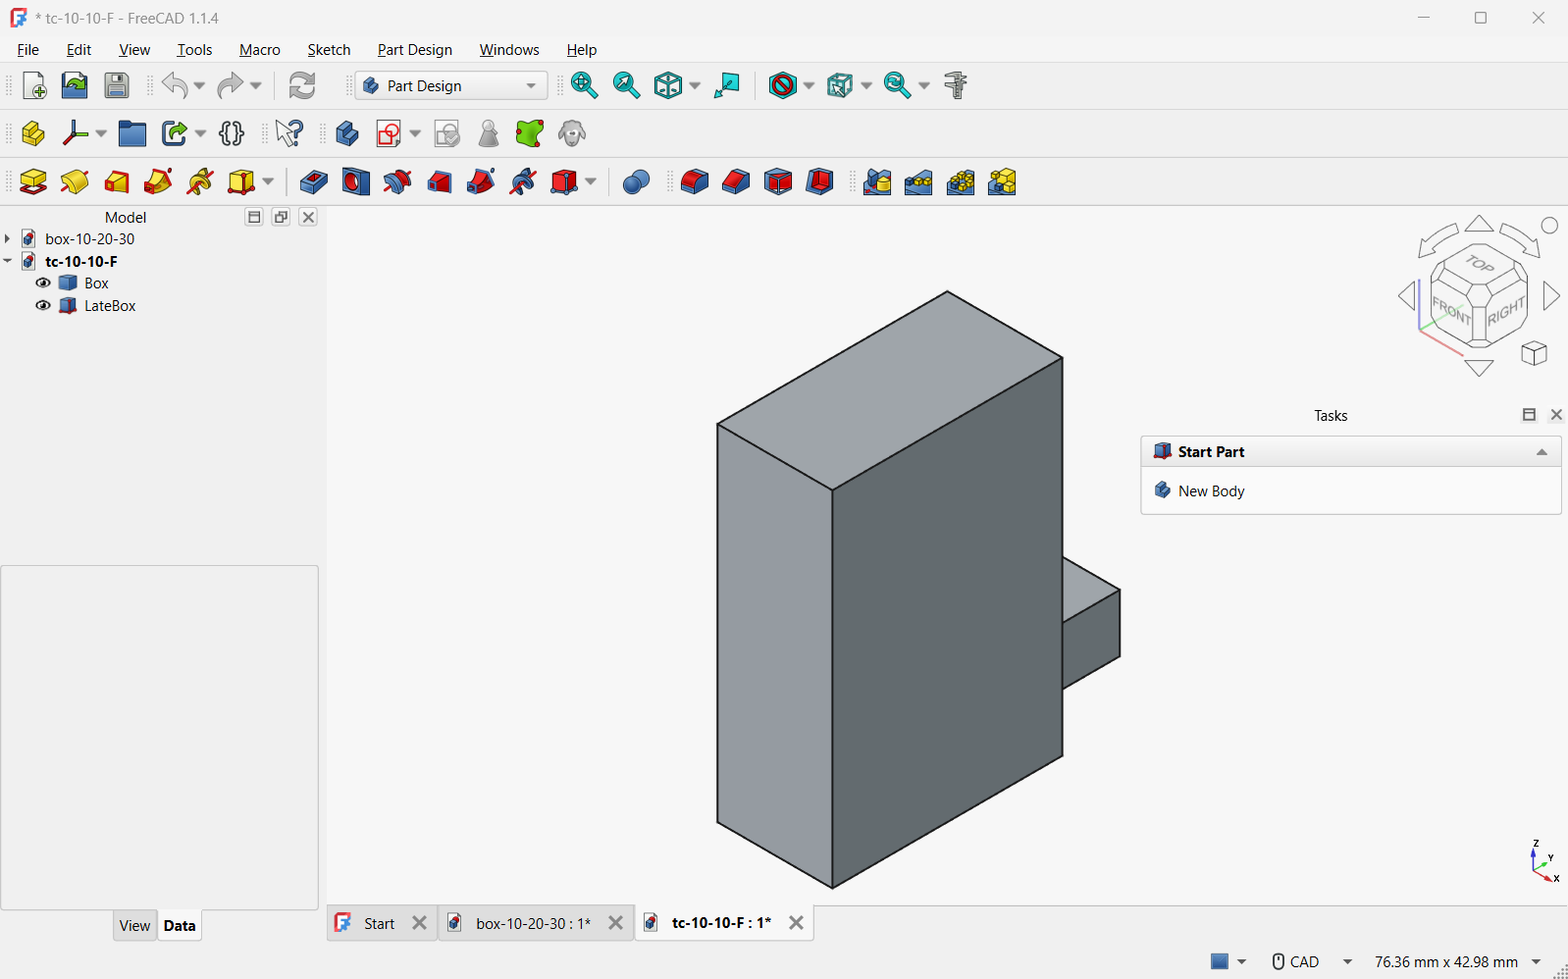 * tc-10-10-F - FreeCAD 1.1.4
File Edit View Tools Macro Sketch Part Design Windows Help
Part Design
Model
box-10-20-30
tc-10-10-F
Box
LateBox
TOP
FRONT
RIGHT
Tasks
Start Part
New Body
Z
Y
X
View Data
Start box-10-20-30 : 1* tc-10-10-F : 1*
CAD 76.36 mm x 42.98 mm